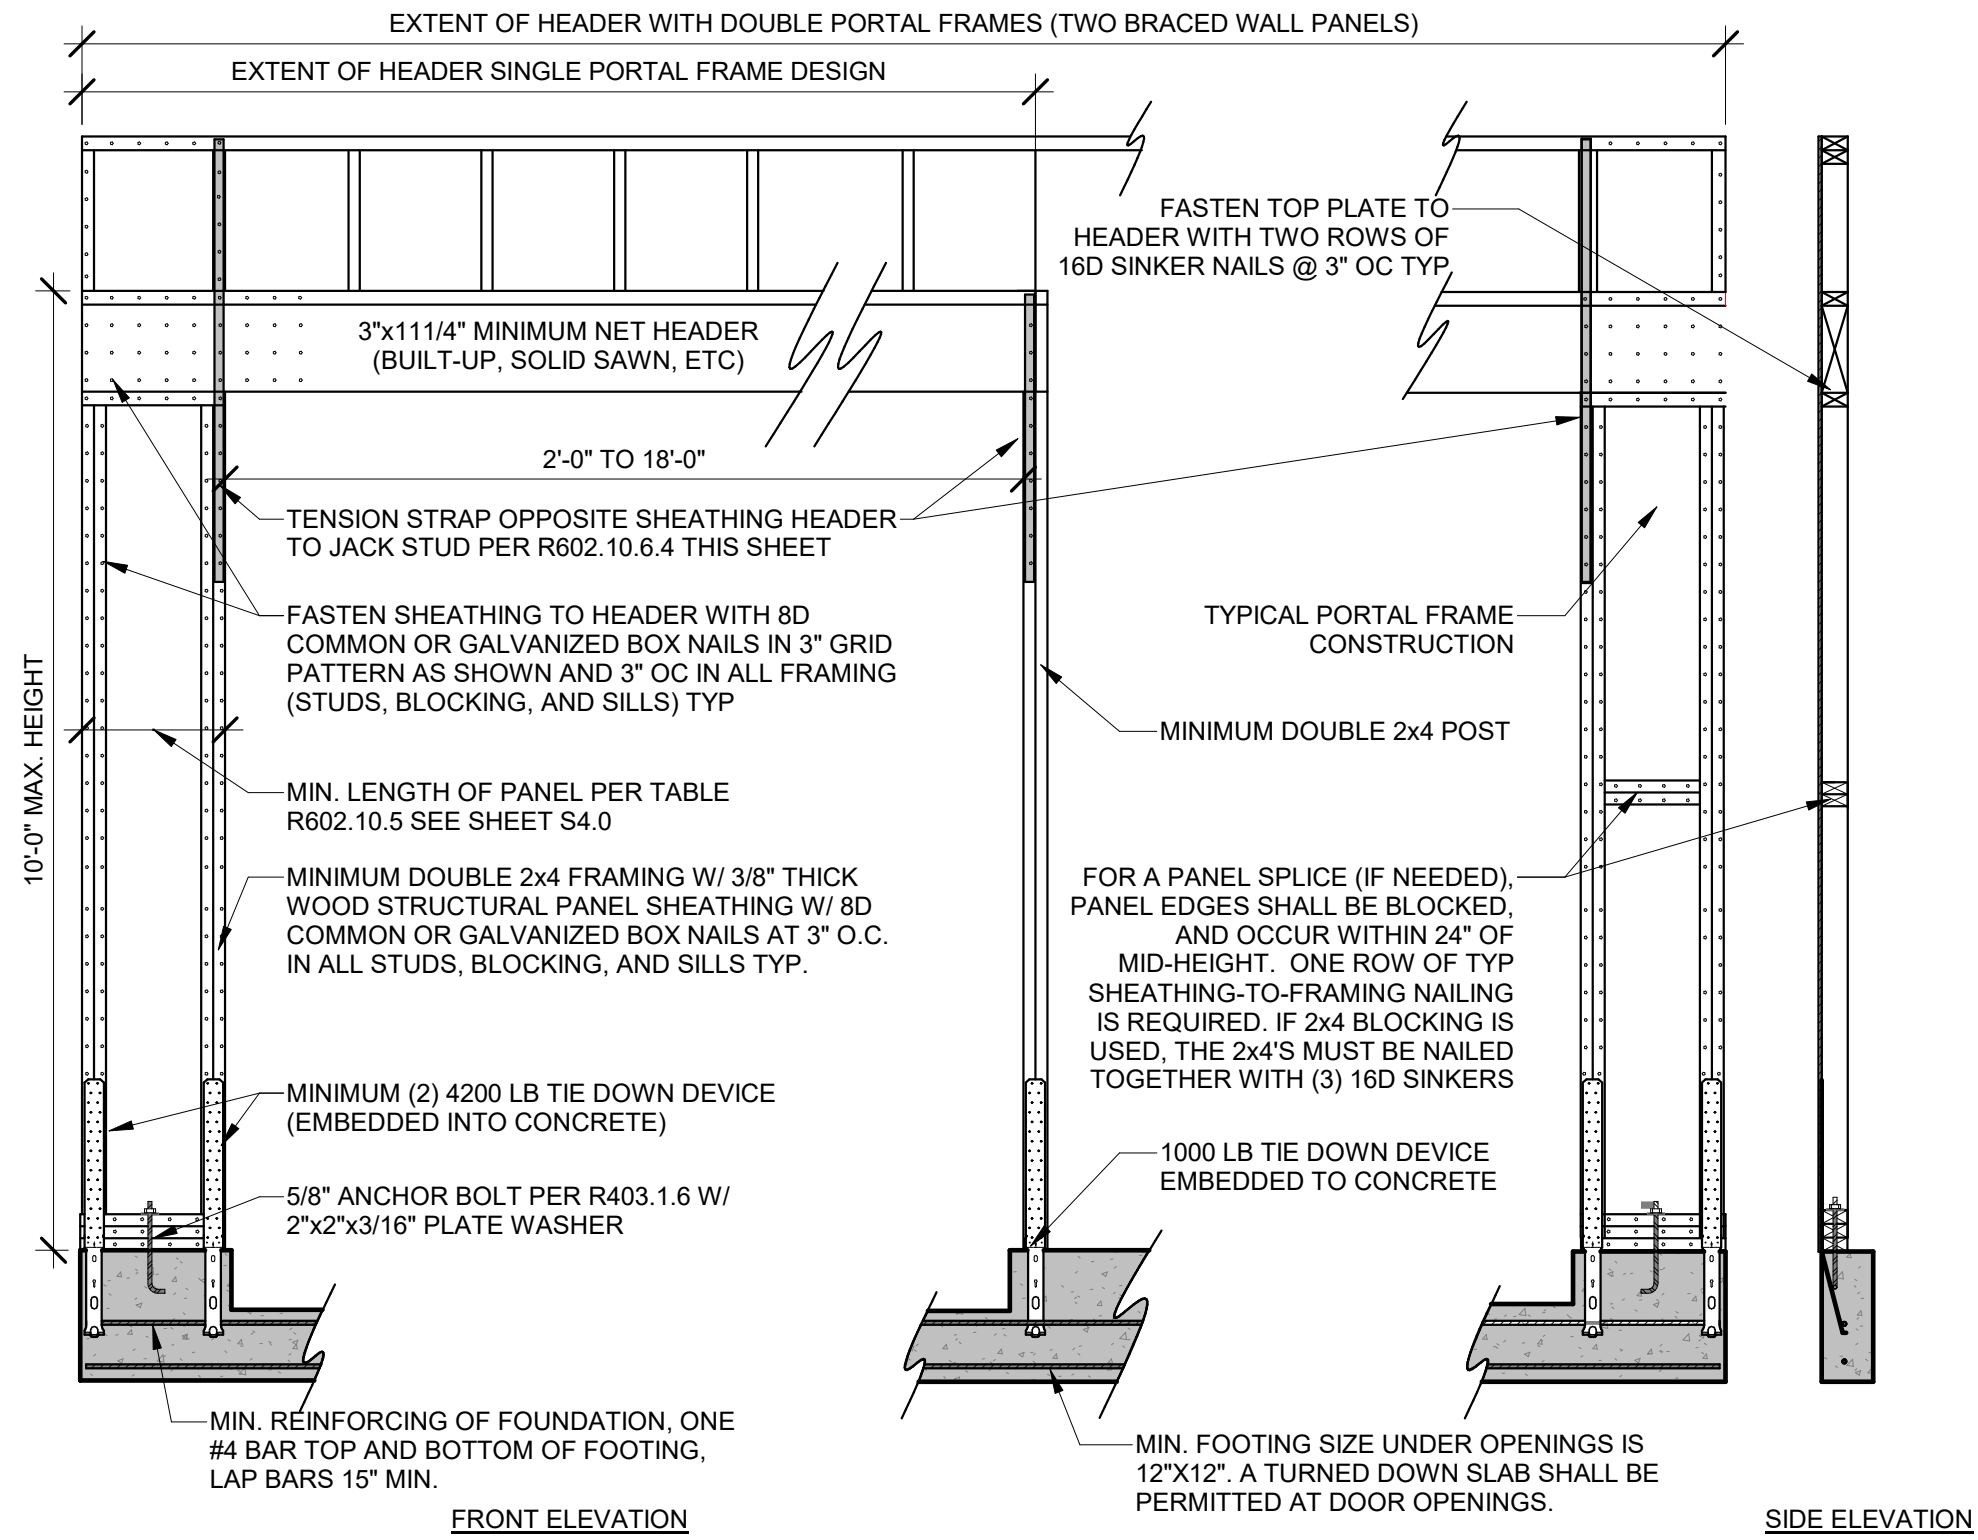 EXTENT OF HEADER WITH DOUBLE PORTAL FRAMES (TWO BRACED WALL PANELS)
EXTENT OF HEADER SINGLE PORTAL FRAME DESIGN
FASTEN TOP PLATE TO
HEADER WITH TWO ROWS OF
16D SINKER NAILS @ 3" OC TYP
3"x111/4" MINIMUM NET HEADER
(BUILT-UP, SOLID SAWN, ETC)
2'-0" TO 18'-0"
TENSION STRAP OPPOSITE SHEATHING HEADER
TO JACK STUD PER R602.10.6.4 THIS SHEET
FASTEN SHEATHING TO HEADER WITH 8D
COMMON OR GALVANIZED BOX NAILS IN 3" GRID
PATTERN AS SHOWN AND 3" OC IN ALL FRAMING
(STUDS, BLOCKING, AND SILLS) TYP
TYPICAL PORTAL FRAME
CONSTRUCTION
10'-0" MAX. HEIGHT
MINIMUM DOUBLE 2x4 POST
MIN. LENGTH OF PANEL PER TABLE
R602.10.5 SEE SHEET S4.0
MINIMUM DOUBLE 2x4 FRAMING W/ 3/8" THICK
WOOD STRUCTURAL PANEL SHEATHING W/ 8D
COMMON OR GALVANIZED BOX NAILS AT 3" O.C.
IN ALL STUDS, BLOCKING, AND SILLS TYP.
FOR A PANEL SPLICE (IF NEEDED),
PANEL EDGES SHALL BE BLOCKED,
AND OCCUR WITHIN 24" OF
MID-HEIGHT. ONE ROW OF TYP
SHEATHING-TO-FRAMING NAILING
IS REQUIRED. IF 2x4 BLOCKING IS
USED, THE 2x4'S MUST BE NAILED
TOGETHER WITH (3) 16D SINKERS
MINIMUM (2) 4200 LB TIE DOWN DEVICE
(EMBEDDED INTO CONCRETE)
1000 LB TIE DOWN DEVICE
EMBEDDED TO CONCRETE
5/8" ANCHOR BOLT PER R403.1.6 W/
2"x2"x3/16" PLATE WASHER
MIN. REINFORCING OF FOUNDATION, ONE
#4 BAR TOP AND BOTTOM OF FOOTING,
LAP BARS 15" MIN.
MIN. FOOTING SIZE UNDER OPENINGS IS
12"X12". A TURNED DOWN SLAB SHALL BE
PERMITTED AT DOOR OPENINGS.
FRONT ELEVATION
SIDE ELEVATION